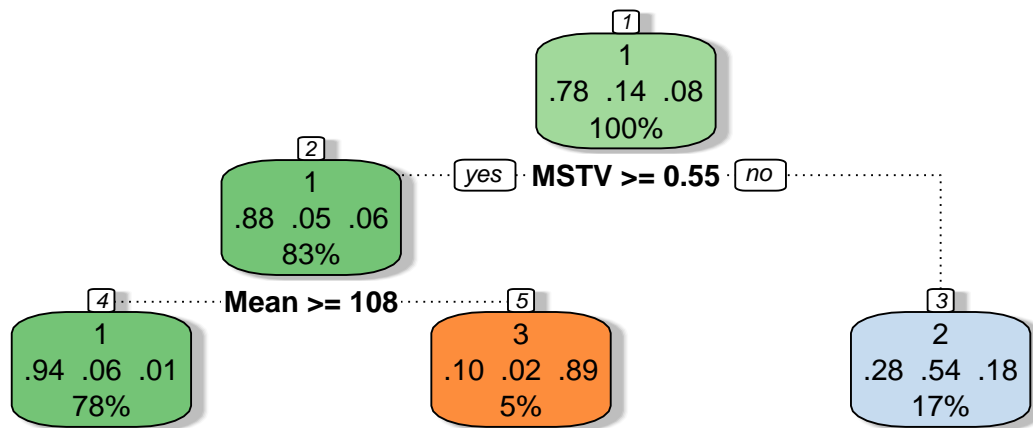 1
1
.78 .14 .08
100%
yes MSTV >= 0.55 no
2
1
.88 .05 .06
83%
Mean >= 108
4
1
.94 .06 .01
78%
5
3
.10 .02 .89
5%
3
2
.28 .54 .18
17%